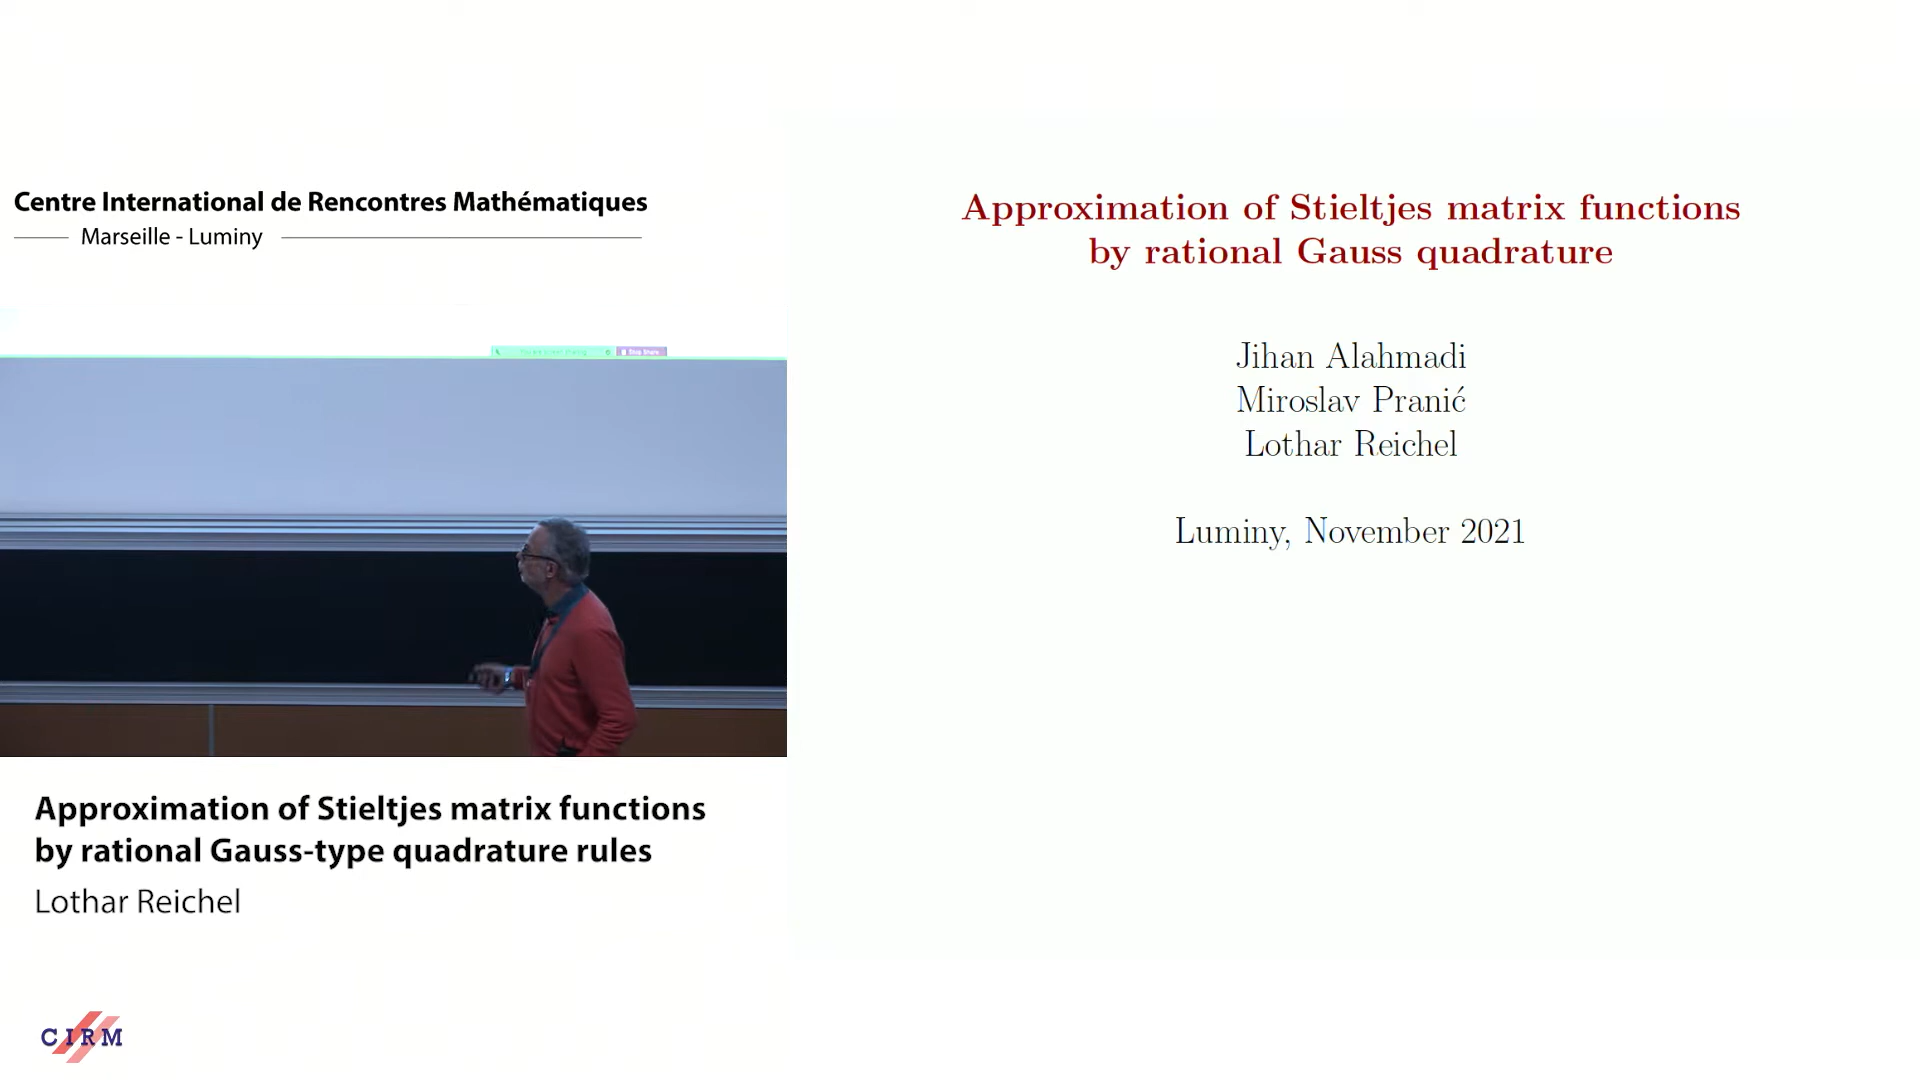 Centre International de Rencontres Mathématiques
Marseille - Luminy
Stop Share
Approximation of Stieltjes matrix functions
by rational Gauss-type quadrature rules
Lothar Reichel
CIRM
Approximation of Stieltjes matrix functions
by rational Gauss quadrature
Jihan Alahmadi
Miroslav Pranić
Lothar Reichel
Luminy, November 2021